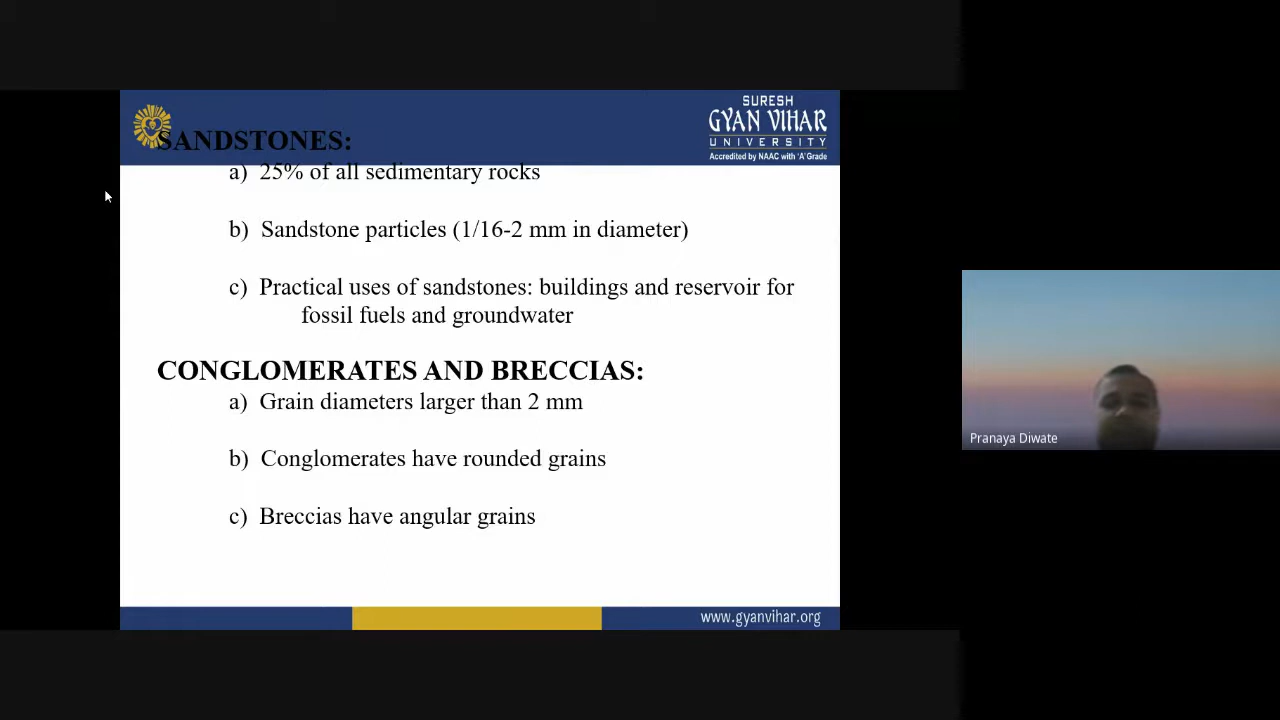 SURESH
GYAN VIHAR
UNIVERSITY
Accredited by NAAC with 'A' Grade
SANDSTONES:
a) 25% of all sedimentary rocks
b) Sandstone particles (1/16-2 mm in diameter)
c) Practical uses of sandstones: buildings and reservoir for
fossil fuels and groundwater
CONGLOMERATES AND BRECCIAS:
a) Grain diameters larger than 2 mm
b) Conglomerates have rounded grains
c) Breccias have angular grains
www.gyanvihar.org
Pranaya Diwate